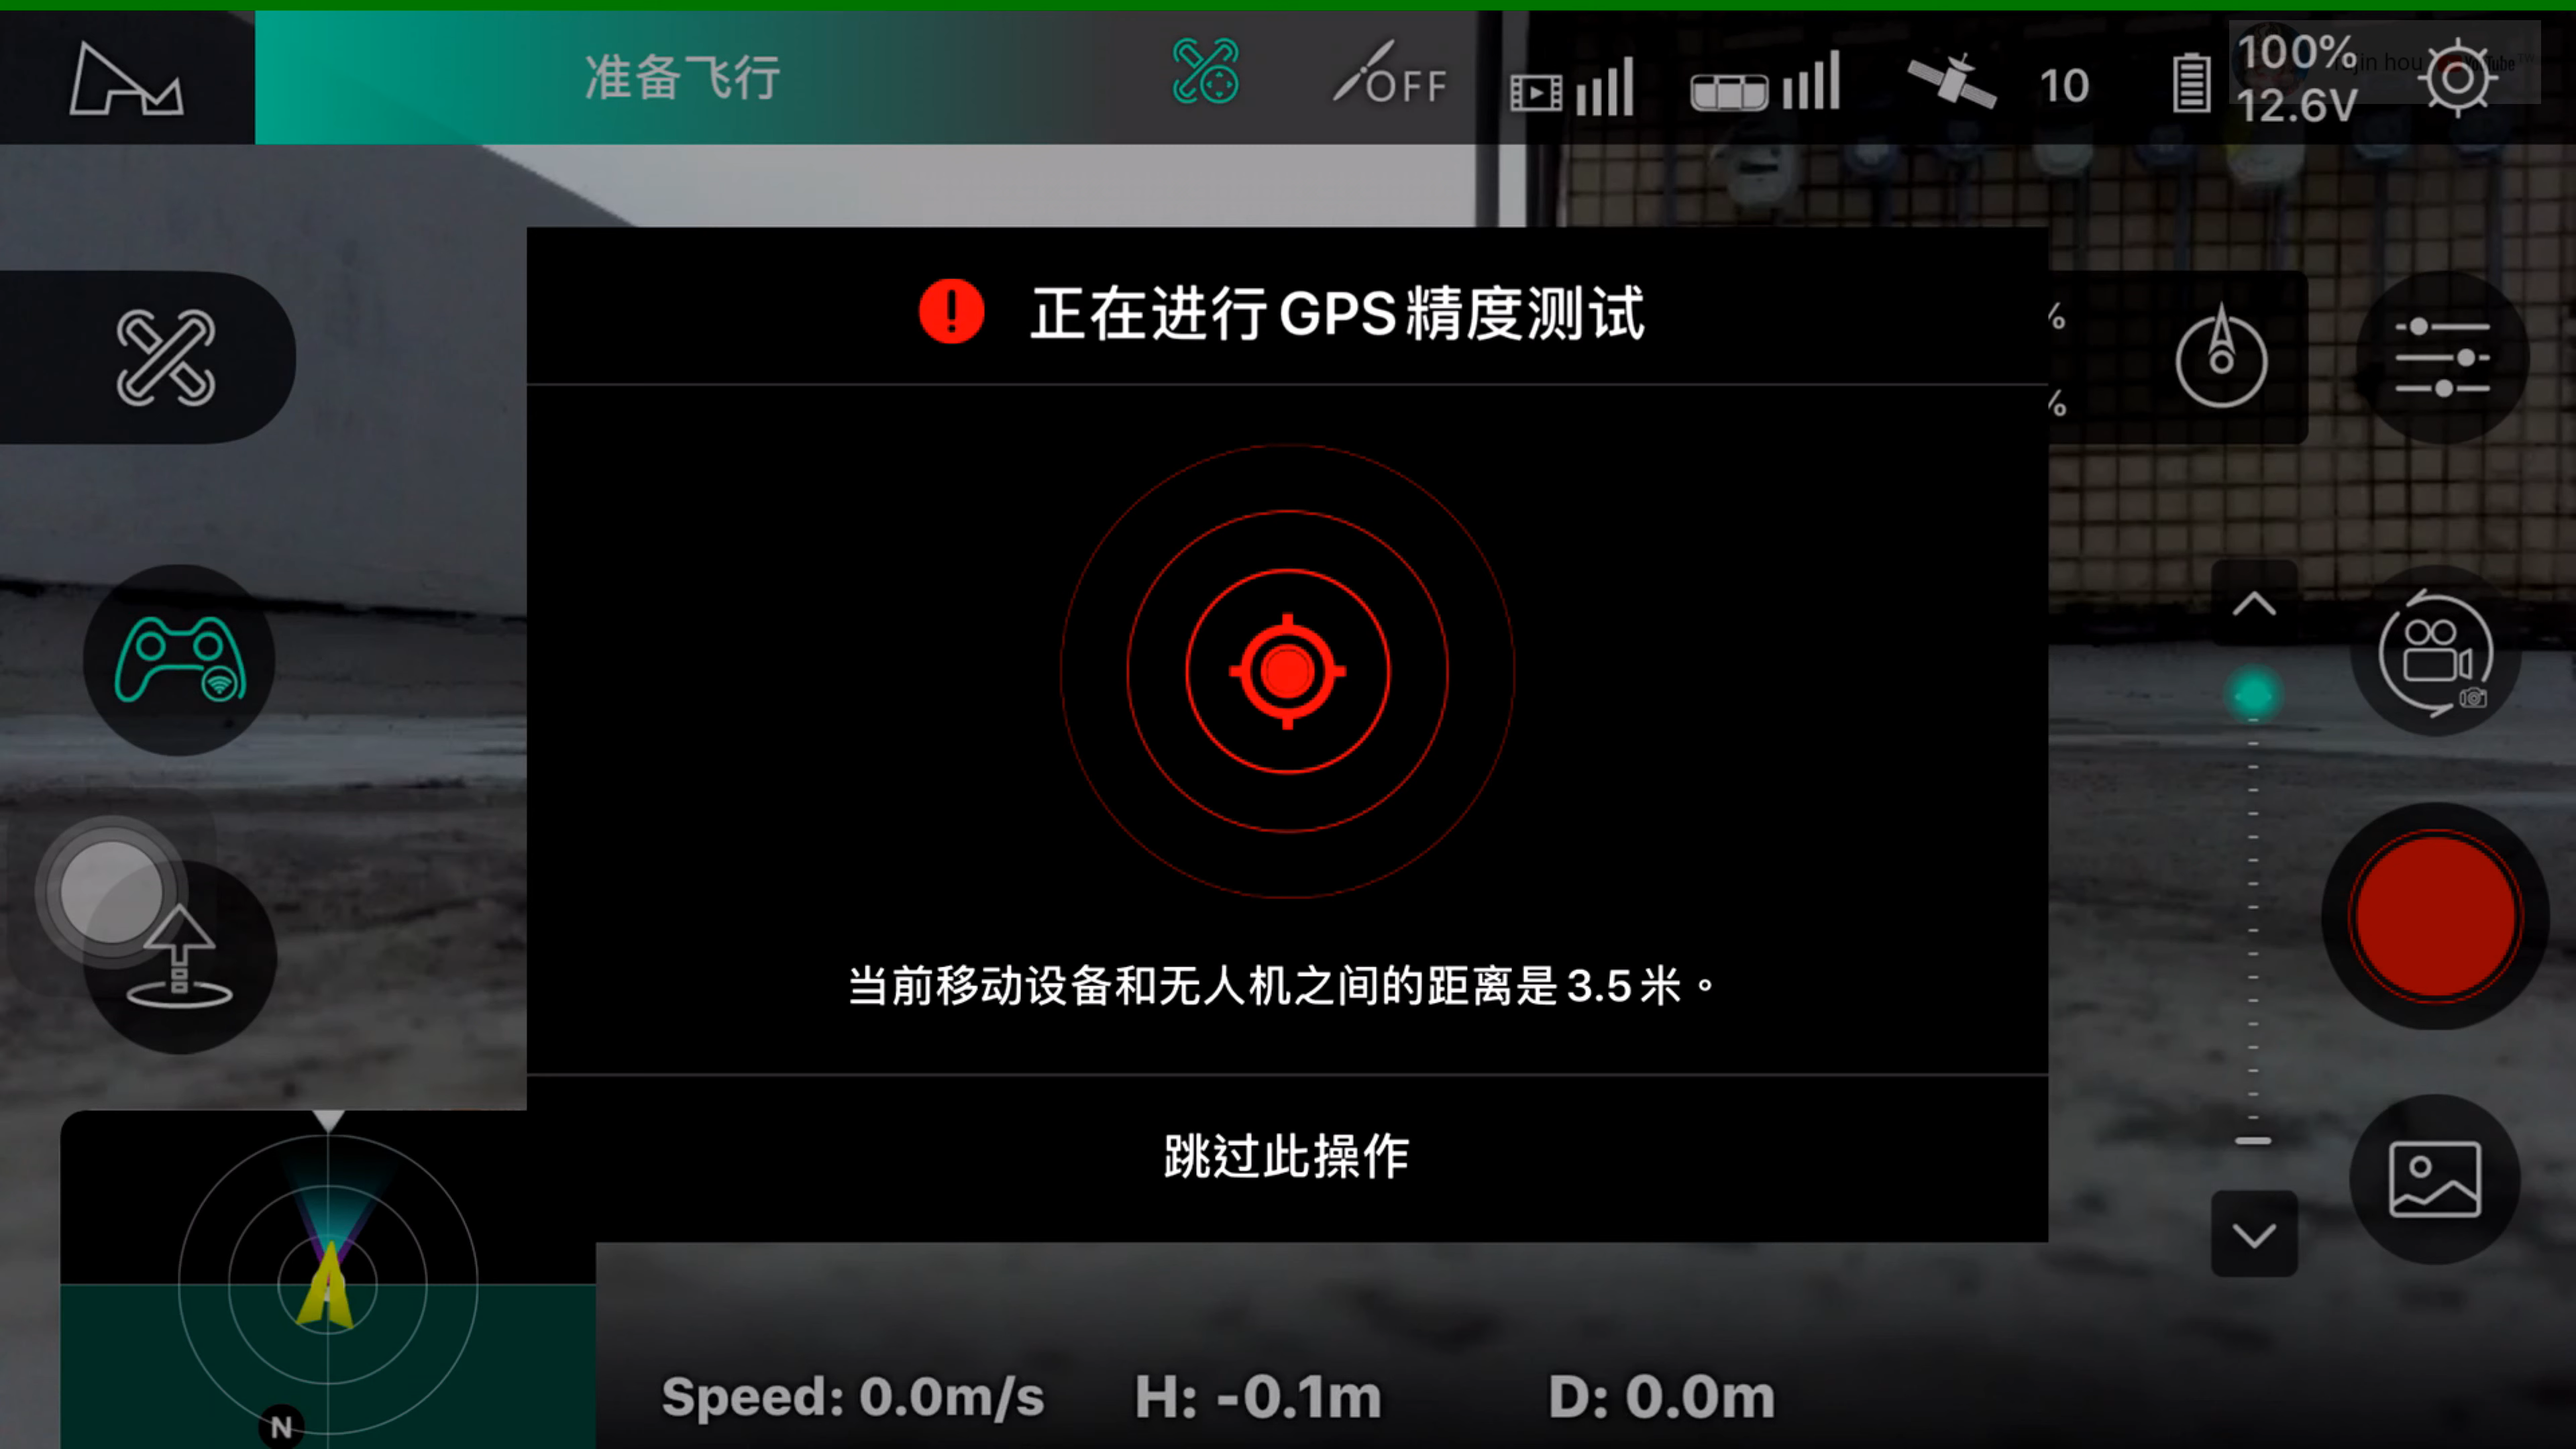 准备飞行
OFF
10
100%
12.6V
jin hou
正在进行GPS精度测试
%
%
当前移动设备和无人机之间的距离是3.5米。
跳过此操作
N
Speed: 0.0m/s
H: -0.1m
D: 0.0m